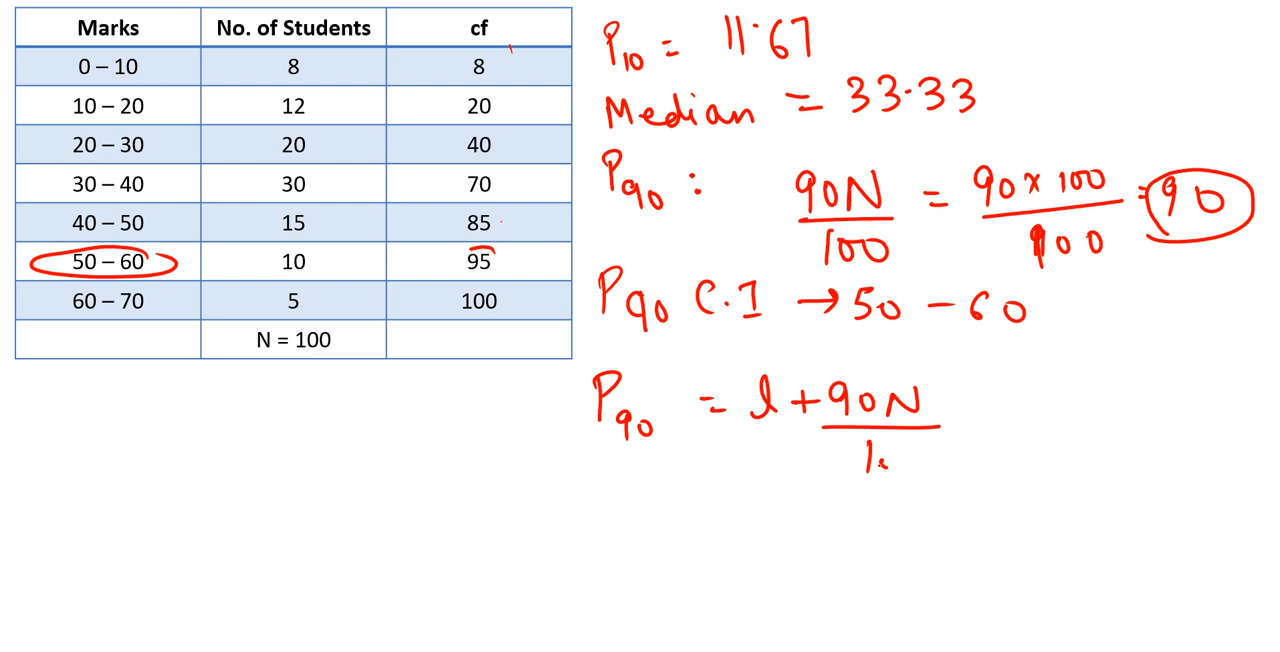 Marks No. of Students cf
0 – 10 8 8
10 – 20 12 20
20 – 30 20 40
30 – 40 30 70
40 – 50 15 85
50 – 60 10 95
60 – 70 5 100
N = 100
P10 = 11.67
Median = 33.33
P90 : 90N/100 = 90 × 100/100 = 90
P90 C.I → 50 – 60
P90 = l + 90N/1